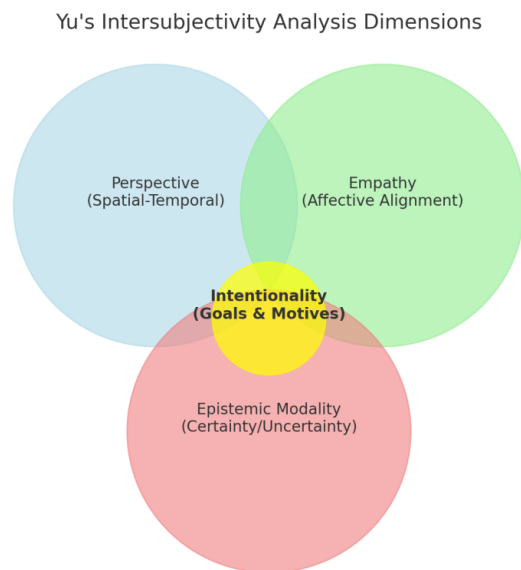 Yu's Intersubjectivity Analysis Dimensions
Perspective
(Spatial-Temporal)
Empathy
(Affective Alignment)
Intentionality
(Goals & Motives)
Epistemic Modality
(Certainty/Uncertainty)